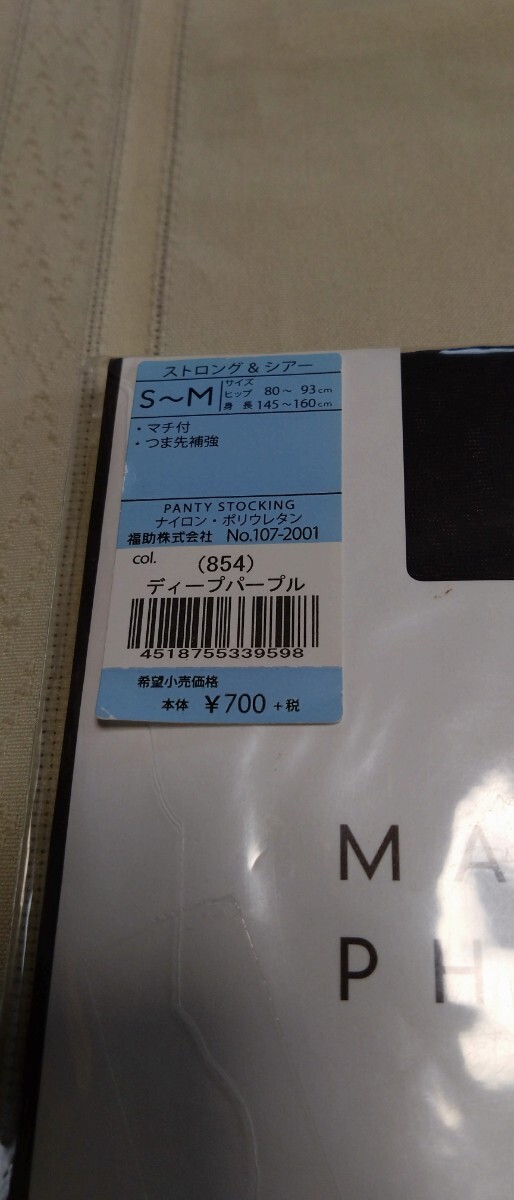 ストロング & シアー
S～M サイズ
ヒップ 80～ 93cm
身 長 145～160cm
・マチ付
・つま先補強
PANTY STOCKING
ナイロン・ポリウレタン
福助株式会社 No.107-2001
col. (854)
ディープパープル
4518755339598
希望小売価格
本体 ¥700 +税
M A
P H